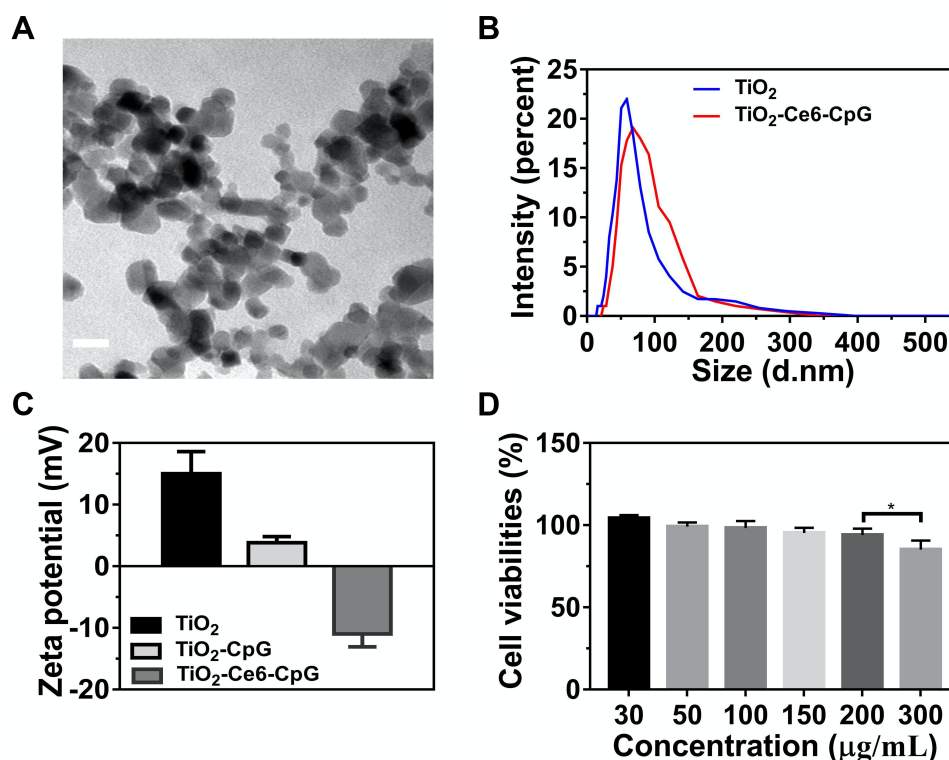 A
B
25
20
15
10
5
0
Intensity (percent)
TiO2
TiO2-Ce6-CpG
0 100 200 300 400 500
Size (d.nm)
C
20
10
0
-10
-20
Zeta potential (mV)
TiO2
TiO2-CpG
TiO2-Ce6-CpG
D
150
100
50
0
Cell viabilities (%)
*
30 50 100 150 200 300
Concentration (μg/mL)